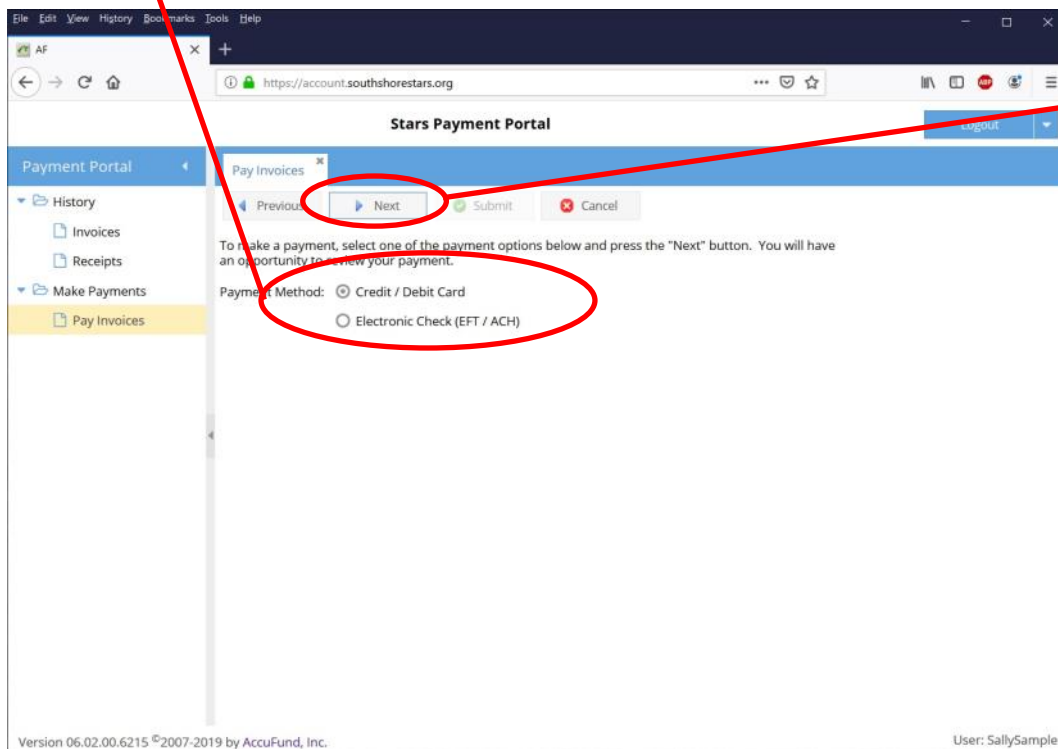 File Edit View History Bookmarks Tools Help
AF
https://account.southshorestars.org
ABP
Stars Payment Portal
Logout
Payment Portal
Pay Invoices
History
Previous Next Submit Cancel
Invoices
To make a payment, select one of the payment options below and press the "Next" button. You will have
an opportunity to review your payment.
Receipts
Make Payments
Payment Method: Credit / Debit Card
Pay Invoices
Electronic Check (EFT / ACH)
Version 06.02.00.6215 ©2007-2019 by AccuFund, Inc.
User: SallySample